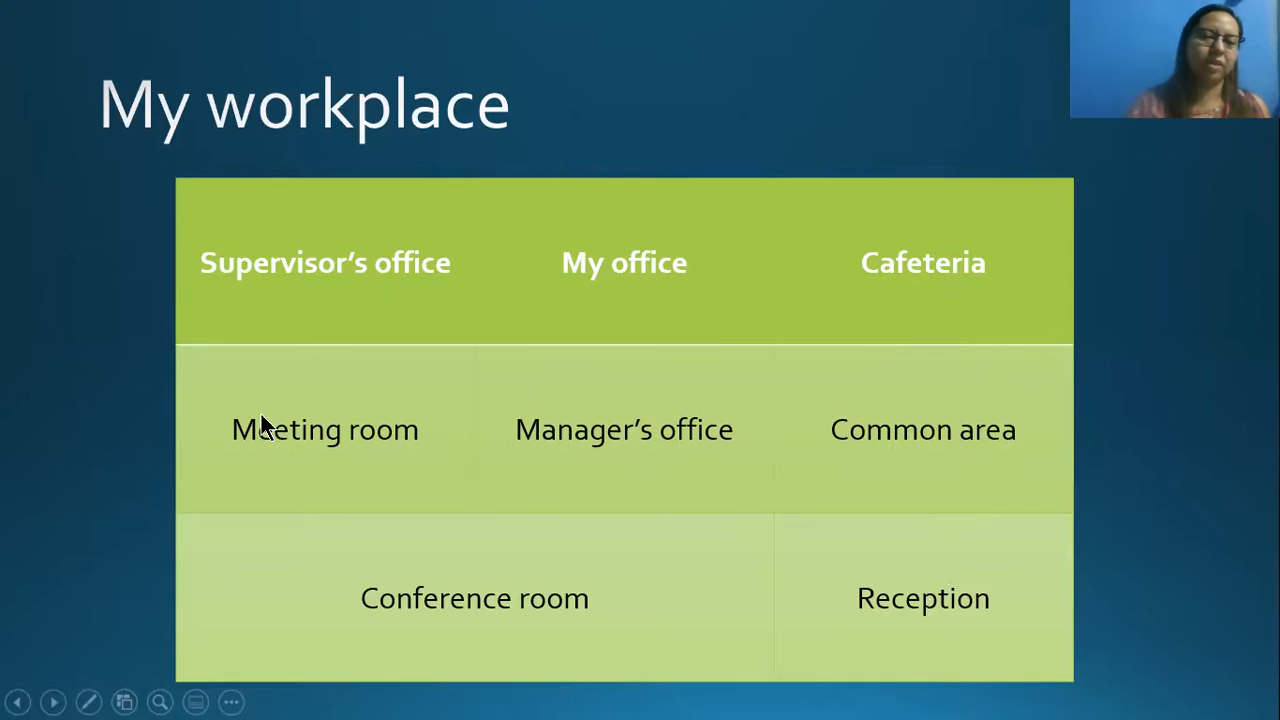 My workplace
Supervisor’s office
My office
Cafeteria
Meeting room
Manager’s office
Common area
Conference room
Reception